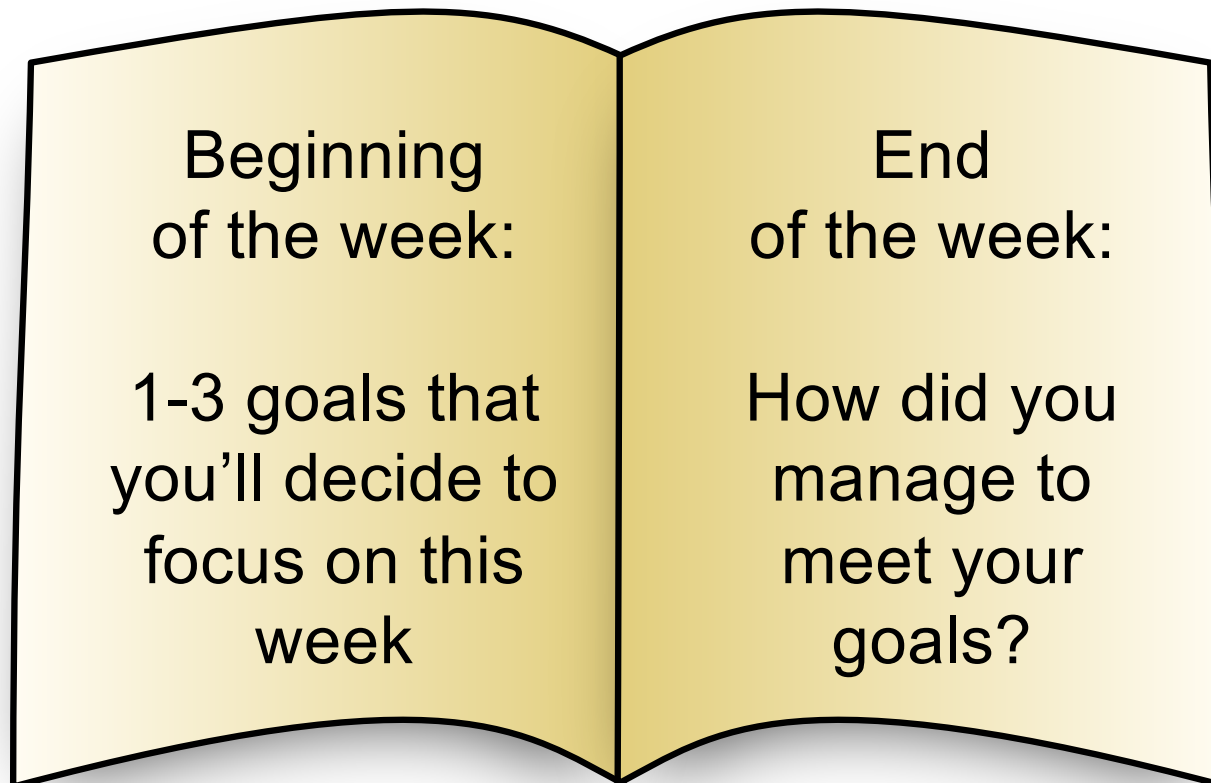 Beginning
of the week:
1-3 goals that
you’ll decide to
focus on this
week
End
of the week:
How did you
manage to
meet your
goals?